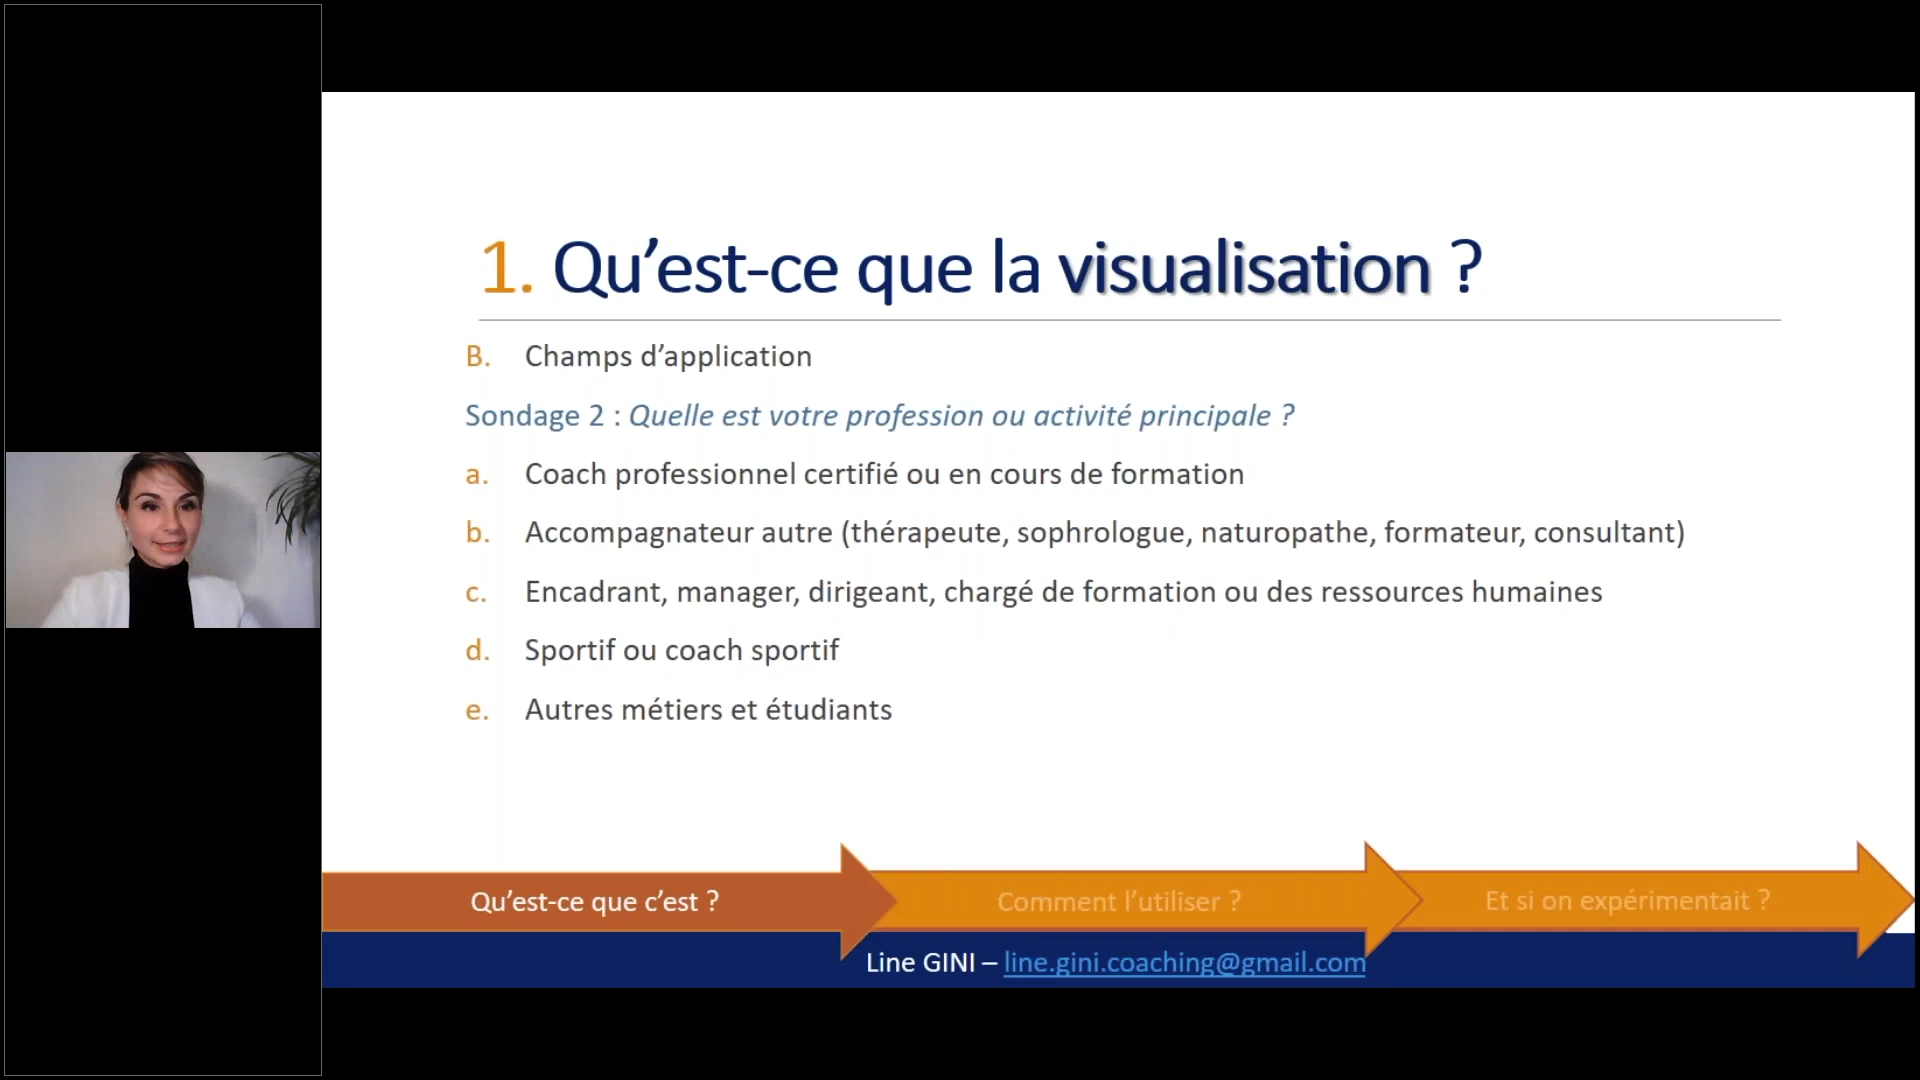 1. Qu’est-ce que la visualisation ?
B. Champs d’application
Sondage 2 : Quelle est votre profession ou activité principale ?
a. Coach professionnel certifié ou en cours de formation
b. Accompagnateur autre (thérapeute, sophrologue, naturopathe, formateur, consultant)
c. Encadrant, manager, dirigeant, chargé de formation ou des ressources humaines
d. Sportif ou coach sportif
e. Autres métiers et étudiants
Qu’est-ce que c’est ?
Comment l’utiliser ?
Et si on expérimentait ?
Line GINI – line.gini.coaching@gmail.com